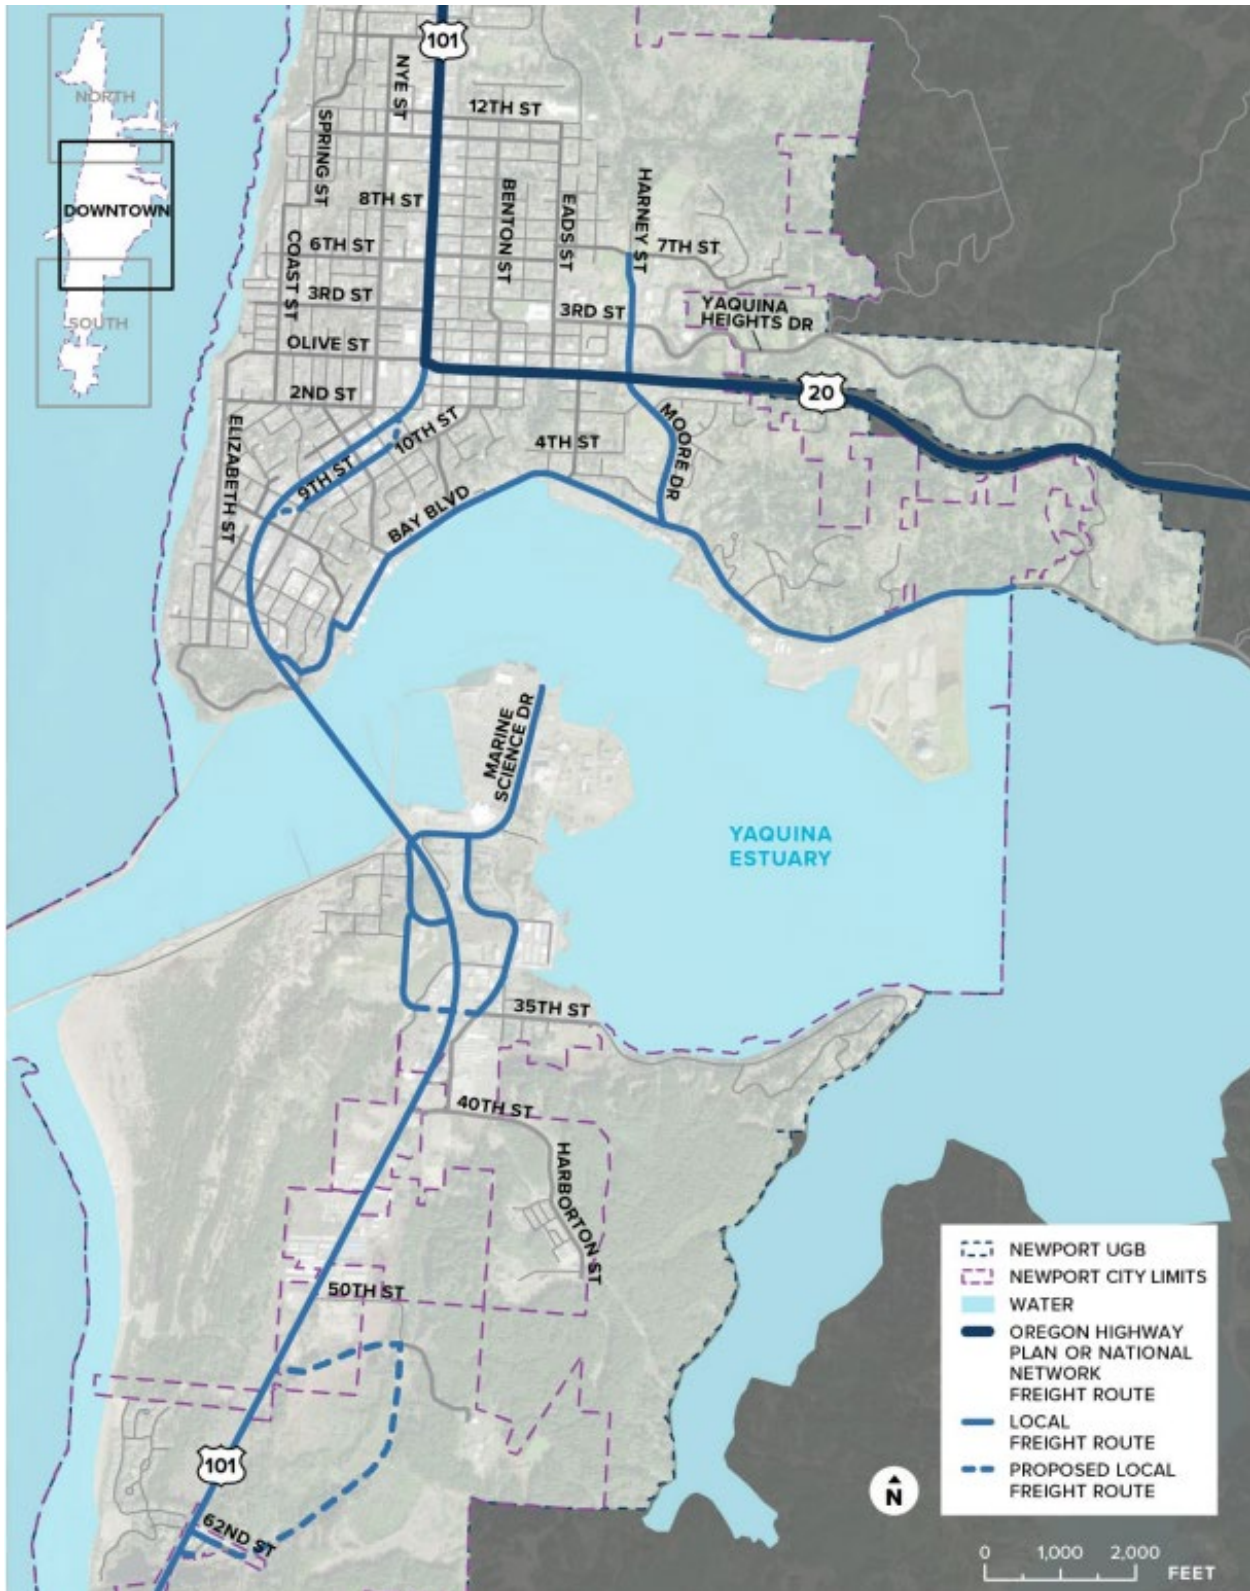 101
NORTH
DOWNTOWN
SOUTH
NYE ST
12TH ST
SPRING ST
8TH ST
BENTON ST
EADS ST
HARNEY ST
7TH ST
6TH ST
COAST ST
3RD ST
3RD ST
YAQUINA
HEIGHTS DR
OLIVE ST
20
2ND ST
10TH ST
ELIZABETH ST
9TH ST
4TH ST
MOORE DR
BAY BLVD
MARINE
SCIENCE DR
YAQUINA
ESTUARY
35TH ST
40TH ST
HARBORTON ST
50TH ST
101
62ND ST
NEWPORT UGB
NEWPORT CITY LIMITS
WATER
OREGON HIGHWAY
PLAN OR NATIONAL
NETWORK
FREIGHT ROUTE
LOCAL
FREIGHT ROUTE
PROPOSED LOCAL
FREIGHT ROUTE
N
0 1,000 2,000
FEET